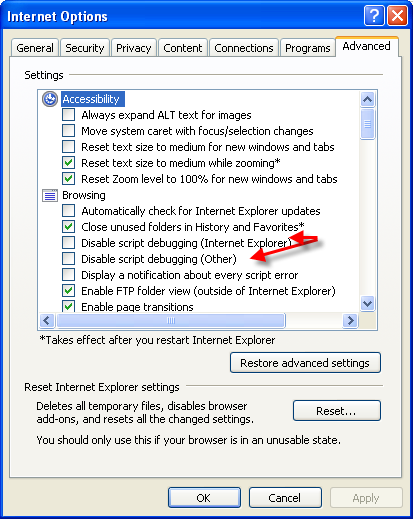 Internet Options
General Security Privacy Content Connections Programs Advanced
Settings
Accessibility
Always expand ALT text for images
Move system caret with focus/selection changes
Reset text size to medium for new windows and tabs
Reset text size to medium while zooming*
Reset Zoom level to 100% for new windows and tabs
Browsing
Automatically check for Internet Explorer updates
Close unused folders in History and Favorites*
Disable script debugging (Internet Explorer)
Disable script debugging (Other)
Display a notification about every script error
Enable FTP folder view (outside of Internet Explorer)
Enable page transitions
*Takes effect after you restart Internet Explorer
Restore advanced settings
Reset Internet Explorer settings
Deletes all temporary files, disables browser
add-ons, and resets all the changed settings.
Reset...
You should only use this if your browser is in an unusable state.
OK Cancel Apply